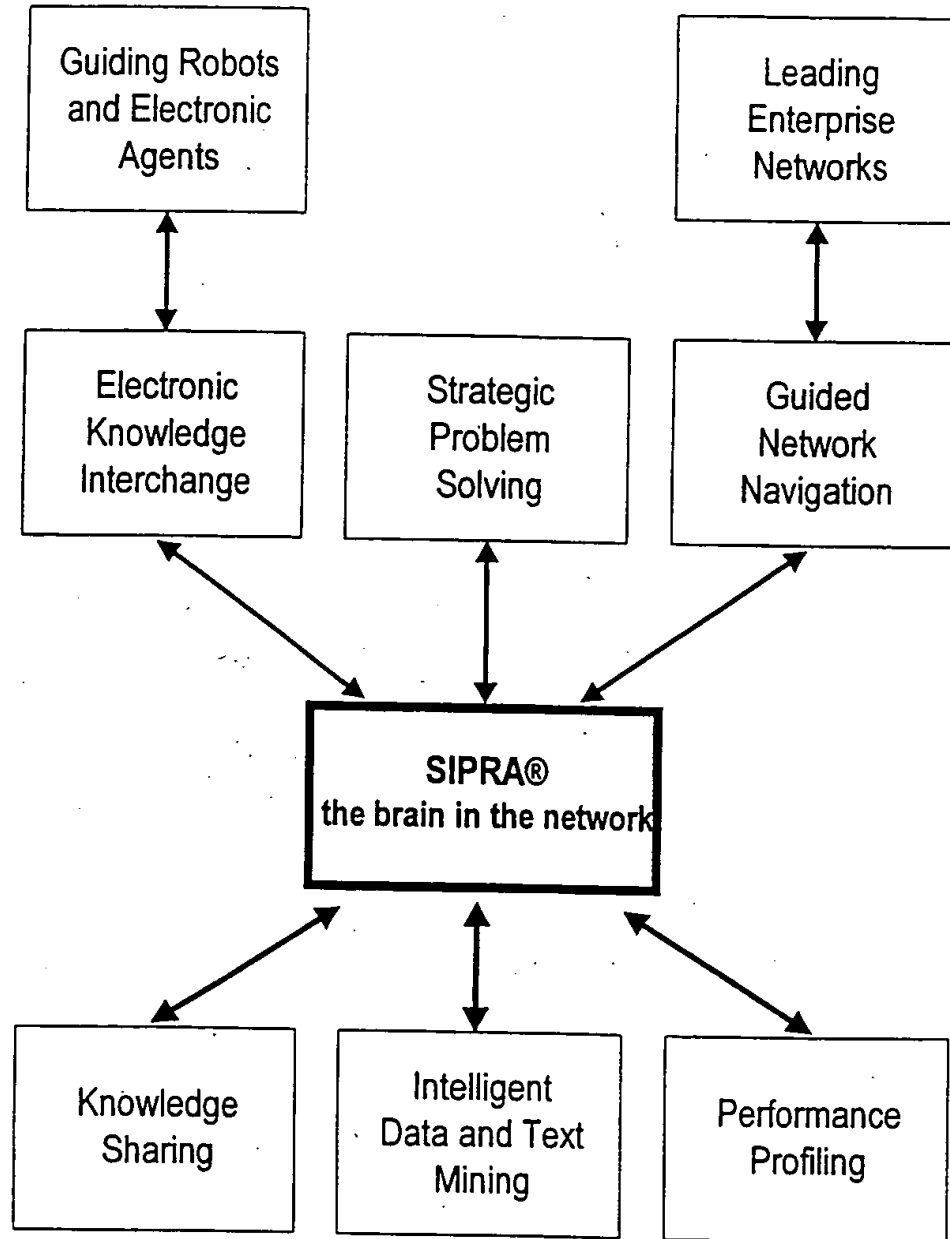 Guiding Robots
and Electronic
Agents
Leading
Enterprise
Networks
Electronic
Knowledge
Interchange
Strategic
Problem
Solving
Guided
Network
Navigation
SIPRA®
the brain in the network
Knowledge
Sharing
Intelligent
Data and Text
Mining
Performance
Profiling